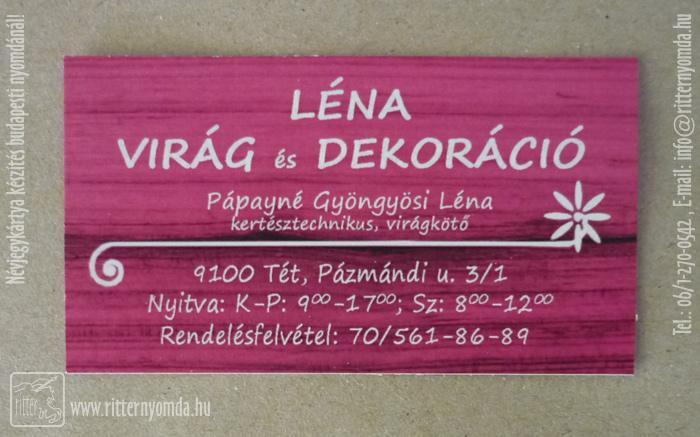 LÉNA
VIRÁG és DEKORÁCIÓ
Pápayné Gyöngyösi Léna
kertésztechnikus, virágkötő
9100 Tét, Pázmándi u. 3/1
Nyitva: K-P: 9⁰⁰-17⁰⁰; Sz: 8⁰⁰-12⁰⁰
Rendelésfelvétel: 70/561-86-89
Névjegykártya készítés budapesti nyomdánál!
Tel.: 06/1-270-0542 E-mail: info@ritternyomda.hu
ritter
www.ritternyomda.hu